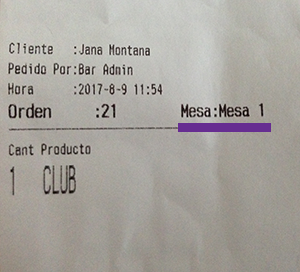 Cliente :Jana Montana
Pedido Por:Bar Admin
Hora :2017-8-9 11:54
Orden :21 Mesa:Mesa 1
Cant Producto
1 CLUB